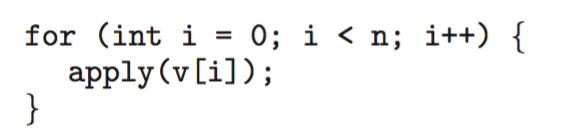 for (int i = 0; i < n; i++) {
apply(v[i]);
}